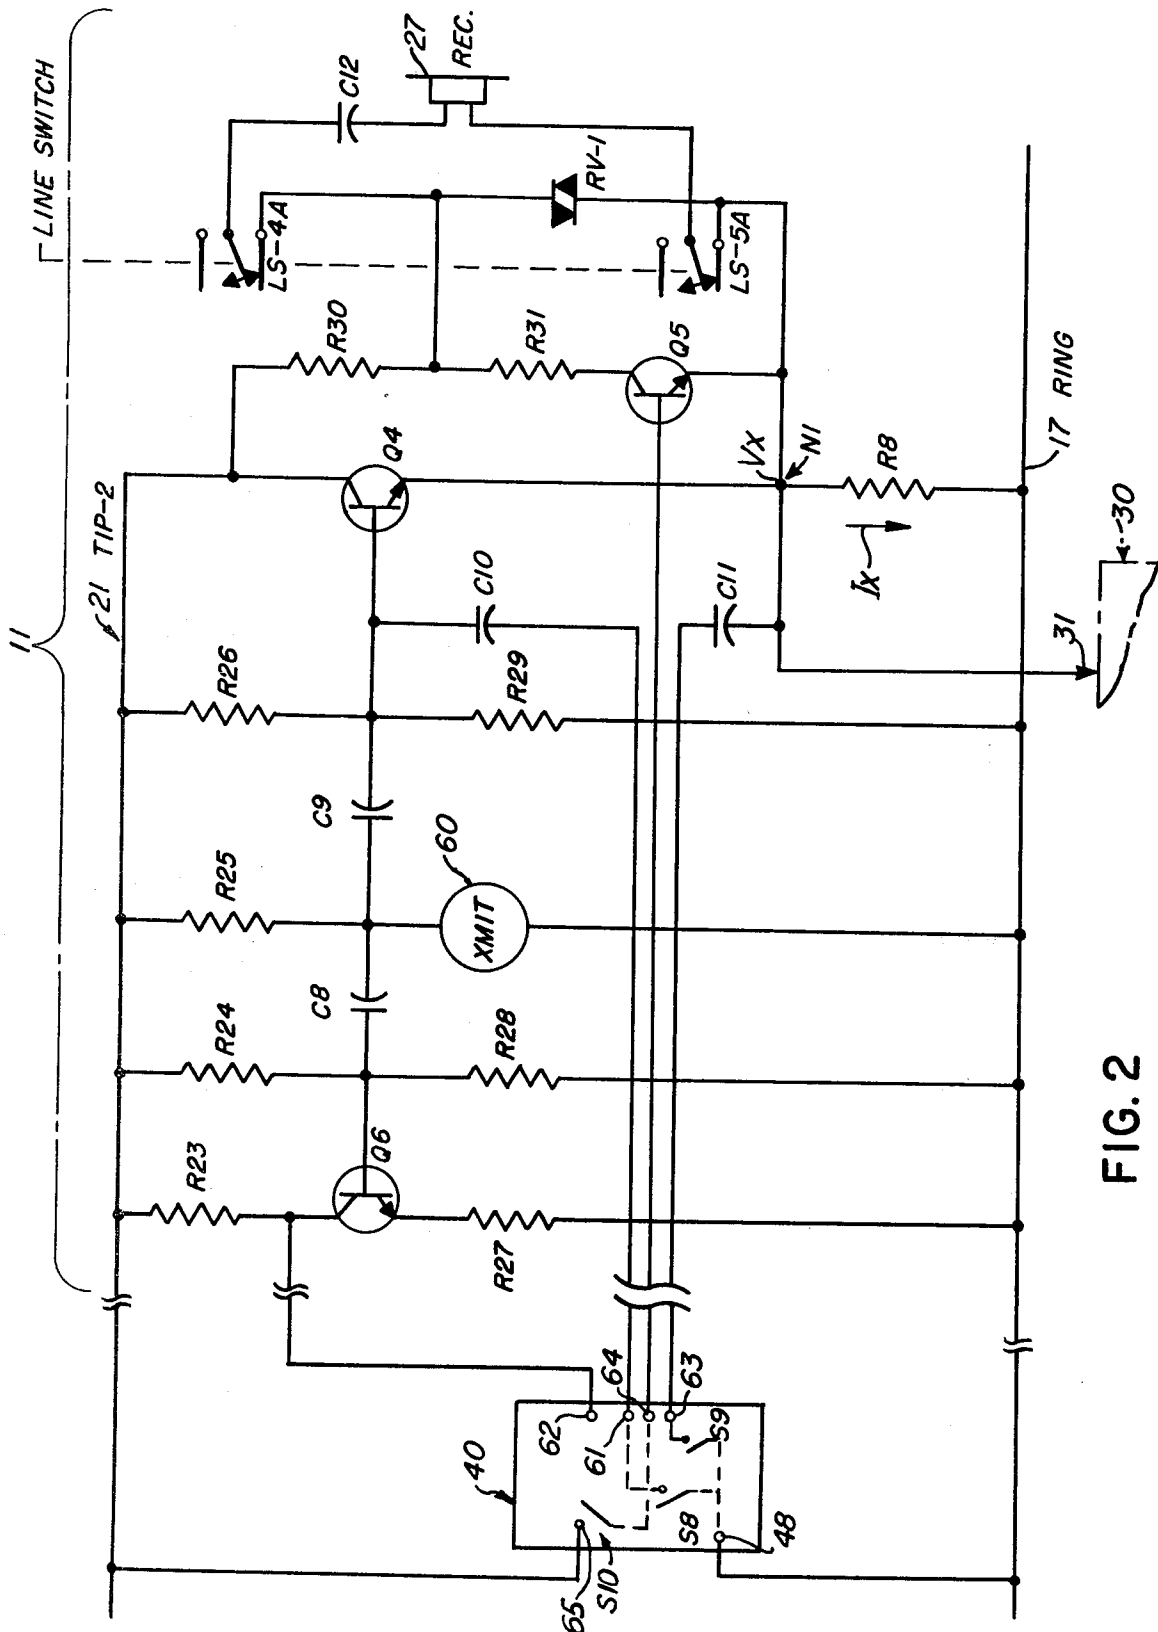 LINE SWITCH
11
21 TIP-2
R23
R24
R25
R26
Q6
C8
C9
60
XMIT
R27
R28
R29
Q4
R30
R31
LS-4A
C12
27
REC.
RV-1
LS-5A
Q5
C10
C11
VX
N1
R8
IX
17 RING
31
30
40
62
61
64
63
65
S10
S8
S9
48
FIG. 2